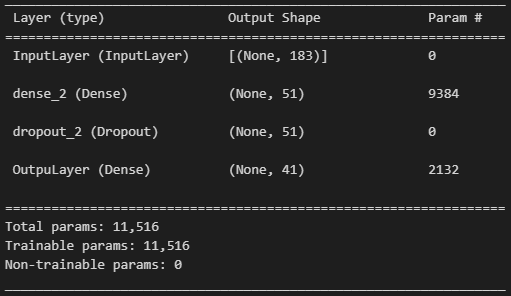 Layer (type) Output Shape Param #
=================================================================
InputLayer (InputLayer) [(None, 183)] 0
dense_2 (Dense) (None, 51) 9384
dropout_2 (Dropout) (None, 51) 0
OutpuLayer (Dense) (None, 41) 2132
=================================================================
Total params: 11,516
Trainable params: 11,516
Non-trainable params: 0